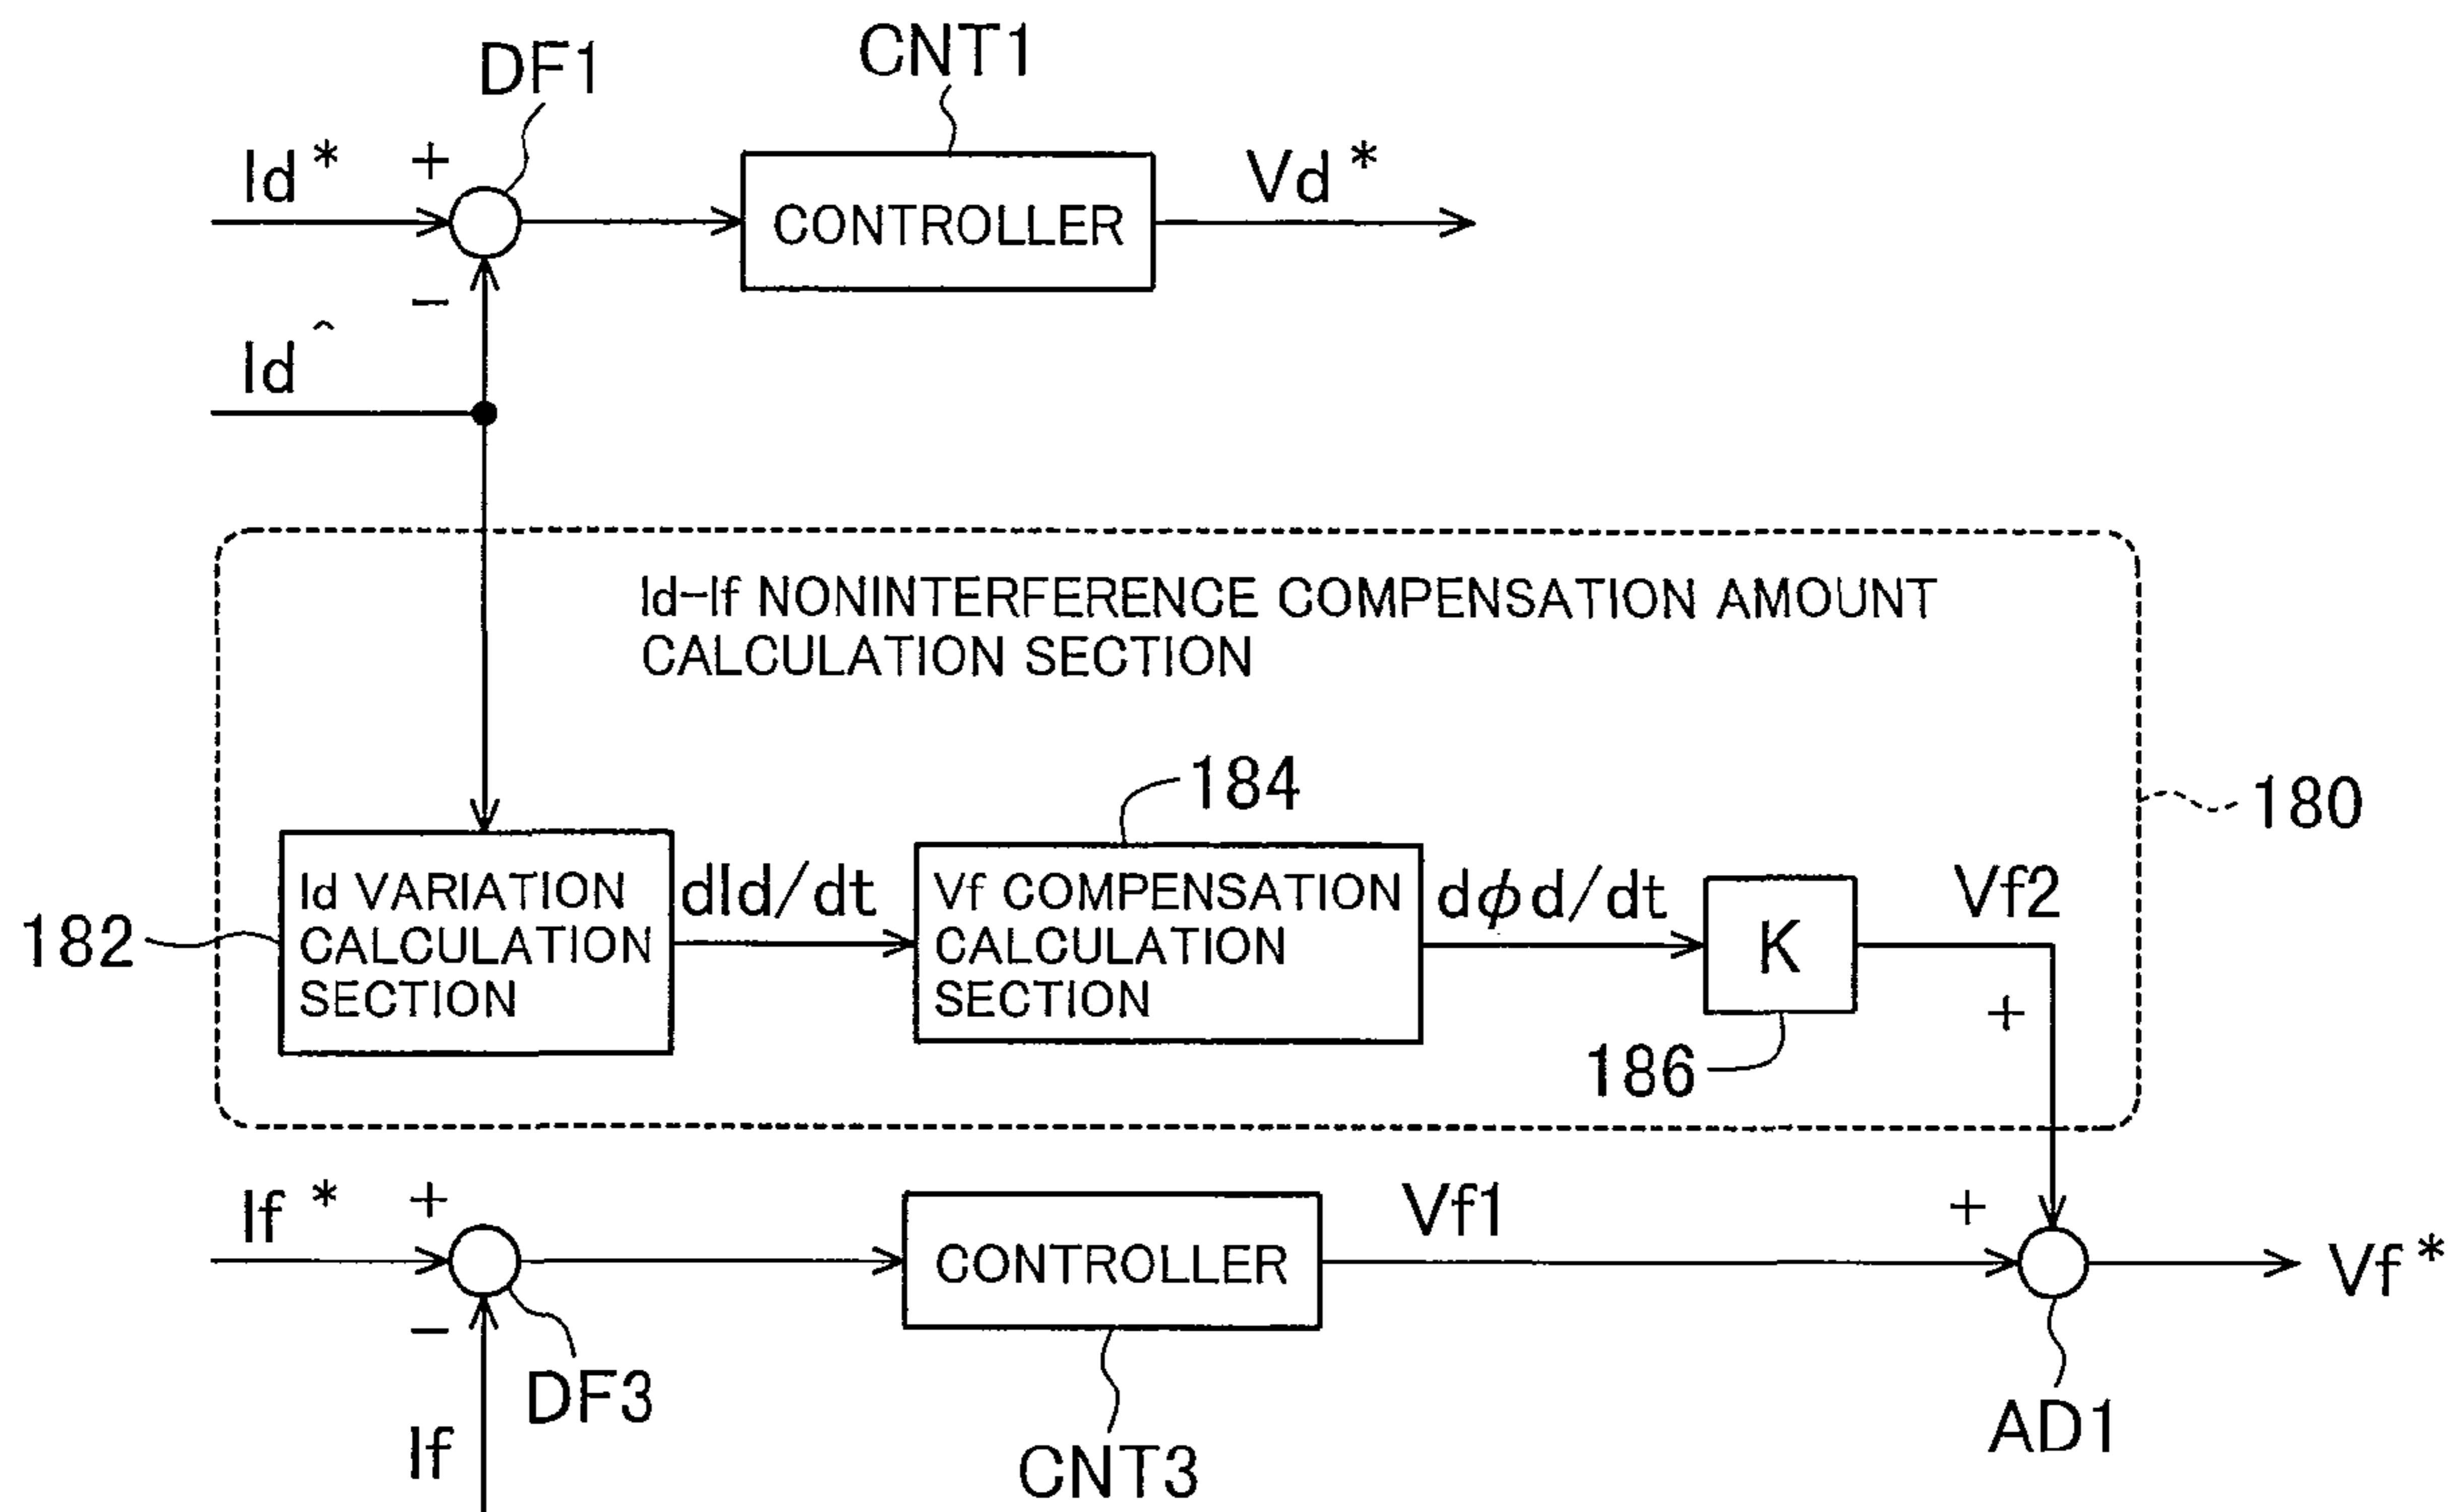 DF1
CNT1
Id*
+
Vd*
CONTROLLER
−
Id^
Id-If NONINTERFERENCE COMPENSATION AMOUNT
CALCULATION SECTION
184
180
Id VARIATION
CALCULATION
SECTION
182
dId/dt
Vf COMPENSATION
CALCULATION
SECTION
dϕd/dt
K
Vf2
+
186
If*
+
Vf1
+
CONTROLLER
Vf*
−
DF3
If
CNT3
AD1